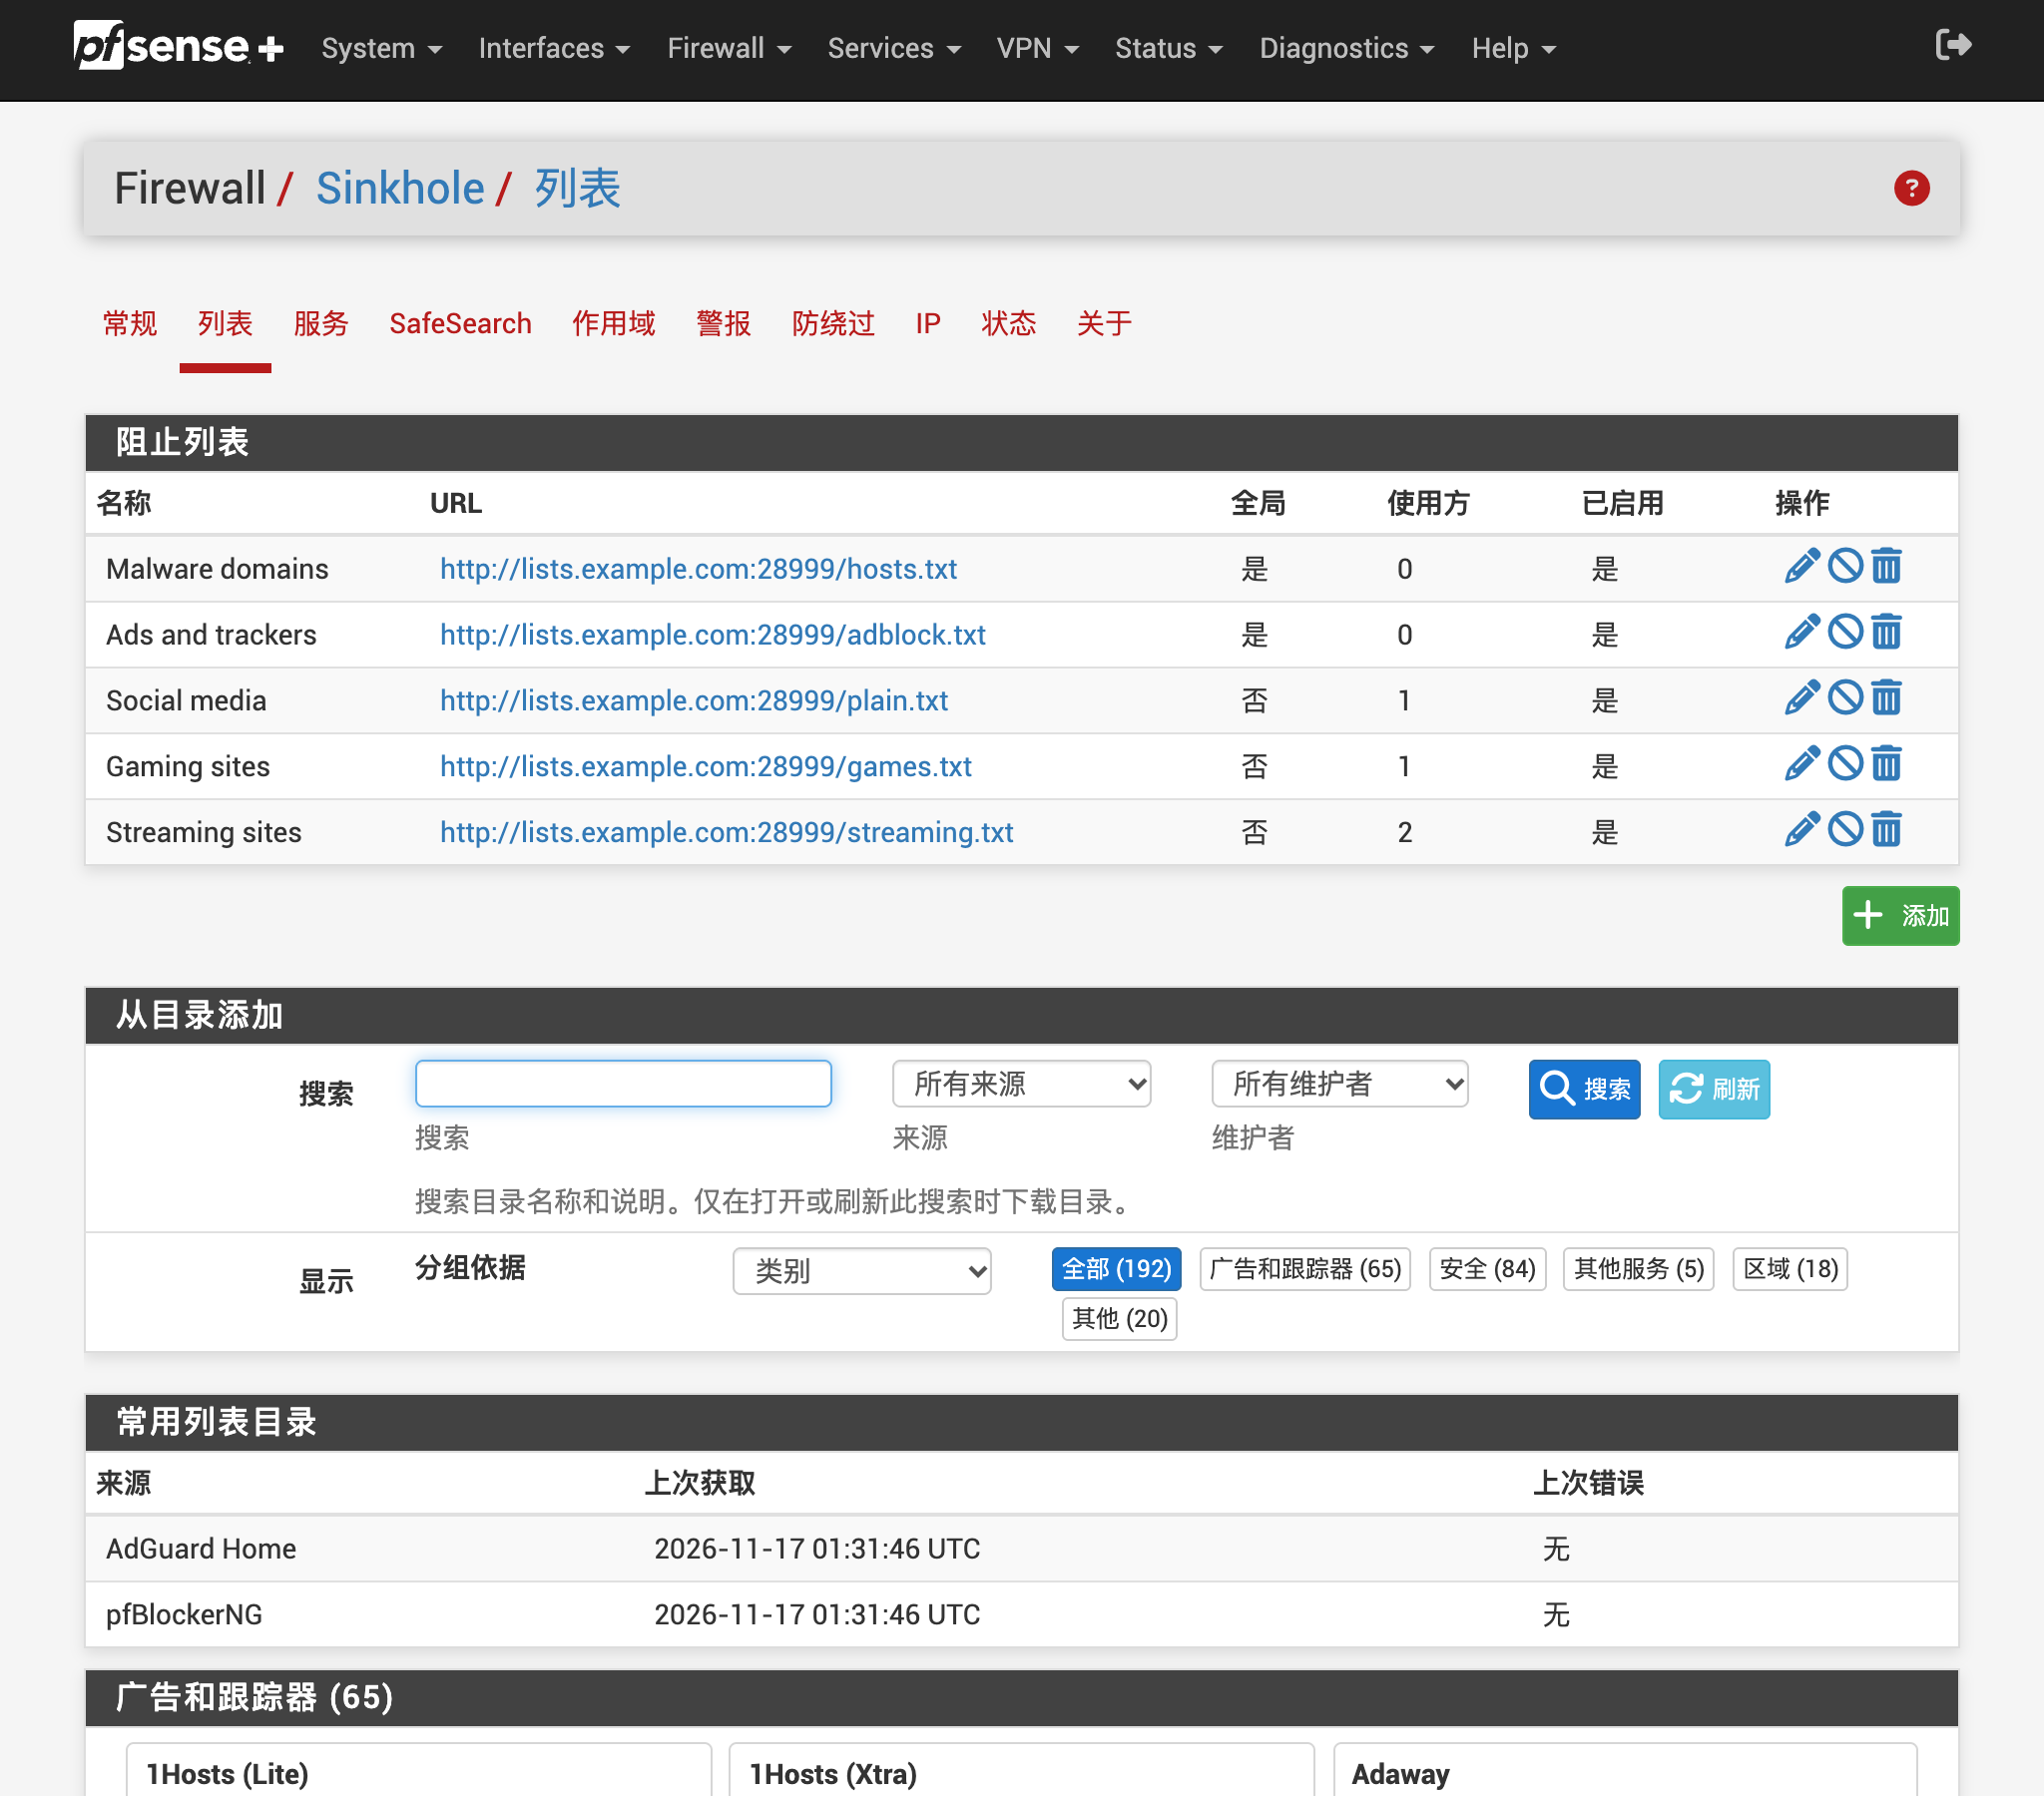 pfsense +
System Interfaces Firewall Services VPN Status Diagnostics Help
Firewall / Sinkhole / 列表
常规 列表 服务 SafeSearch 作用域 警报 防绕过 IP 状态 关于
阻止列表
名称 URL 全局 使用方 已启用 操作
Malware domains http://lists.example.com:28999/hosts.txt 是 0 是
Ads and trackers http://lists.example.com:28999/adblock.txt 是 0 是
Social media http://lists.example.com:28999/plain.txt 否 1 是
Gaming sites http://lists.example.com:28999/games.txt 否 1 是
Streaming sites http://lists.example.com:28999/streaming.txt 否 2 是
添加
从目录添加
搜索 所有来源 所有维护者 搜索 刷新
搜索 来源 维护者
搜索目录名称和说明。仅在打开或刷新此搜索时下载目录。
显示 分组依据 类别 全部 (192) 广告和跟踪器 (65) 安全 (84) 其他服务 (5) 区域 (18)
其他 (20)
常用列表目录
来源 上次获取 上次错误
AdGuard Home 2026-11-17 01:31:46 UTC 无
pfBlockerNG 2026-11-17 01:31:46 UTC 无
广告和跟踪器 (65)
1Hosts (Lite) 1Hosts (Xtra) Adaway